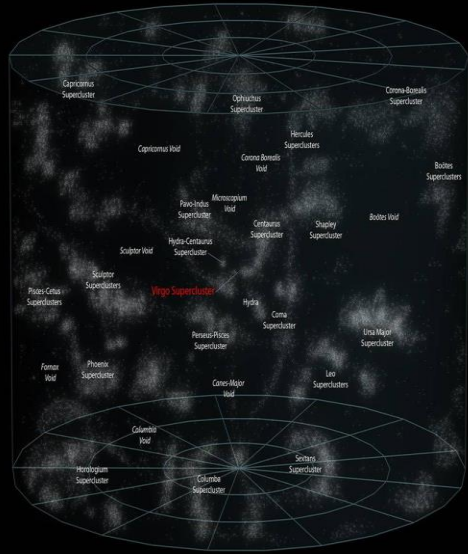 Capricornus
Supercluster
Ophiuchus
Supercluster
Corona-Borealis
Supercluster
Hercules
Superclusters
Capricornus Void
Corona Borealis
Void
Boötes
Superclusters
Microscopium
Void
Pavo-Indus
Supercluster
Boötes Void
Centaurus
Supercluster
Shapley
Supercluster
Hydra-Centaurus
Supercluster
Sculptor Void
Sculptor
Superclusters
Pisces-Cetus
Superclusters
Virgo Supercluster
Hydra
Coma
Supercluster
Perseus-Pisces
Supercluster
Ursa Major
Supercluster
Fornax
Void
Phoenix
Supercluster
Leo
Superclusters
Canes-Major
Void
Columbia
Void
Horologium
Supercluster
Sextans
Supercluster
Columbe
Supercluster